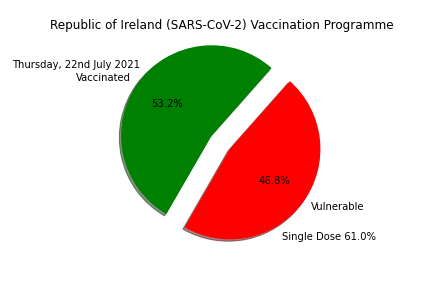 Republic of Ireland (SARS-CoV-2) Vaccination Programme
Thursday, 22nd July 2021
Vaccinated
53.2%
46.8%
Vulnerable
Single Dose 61.0%